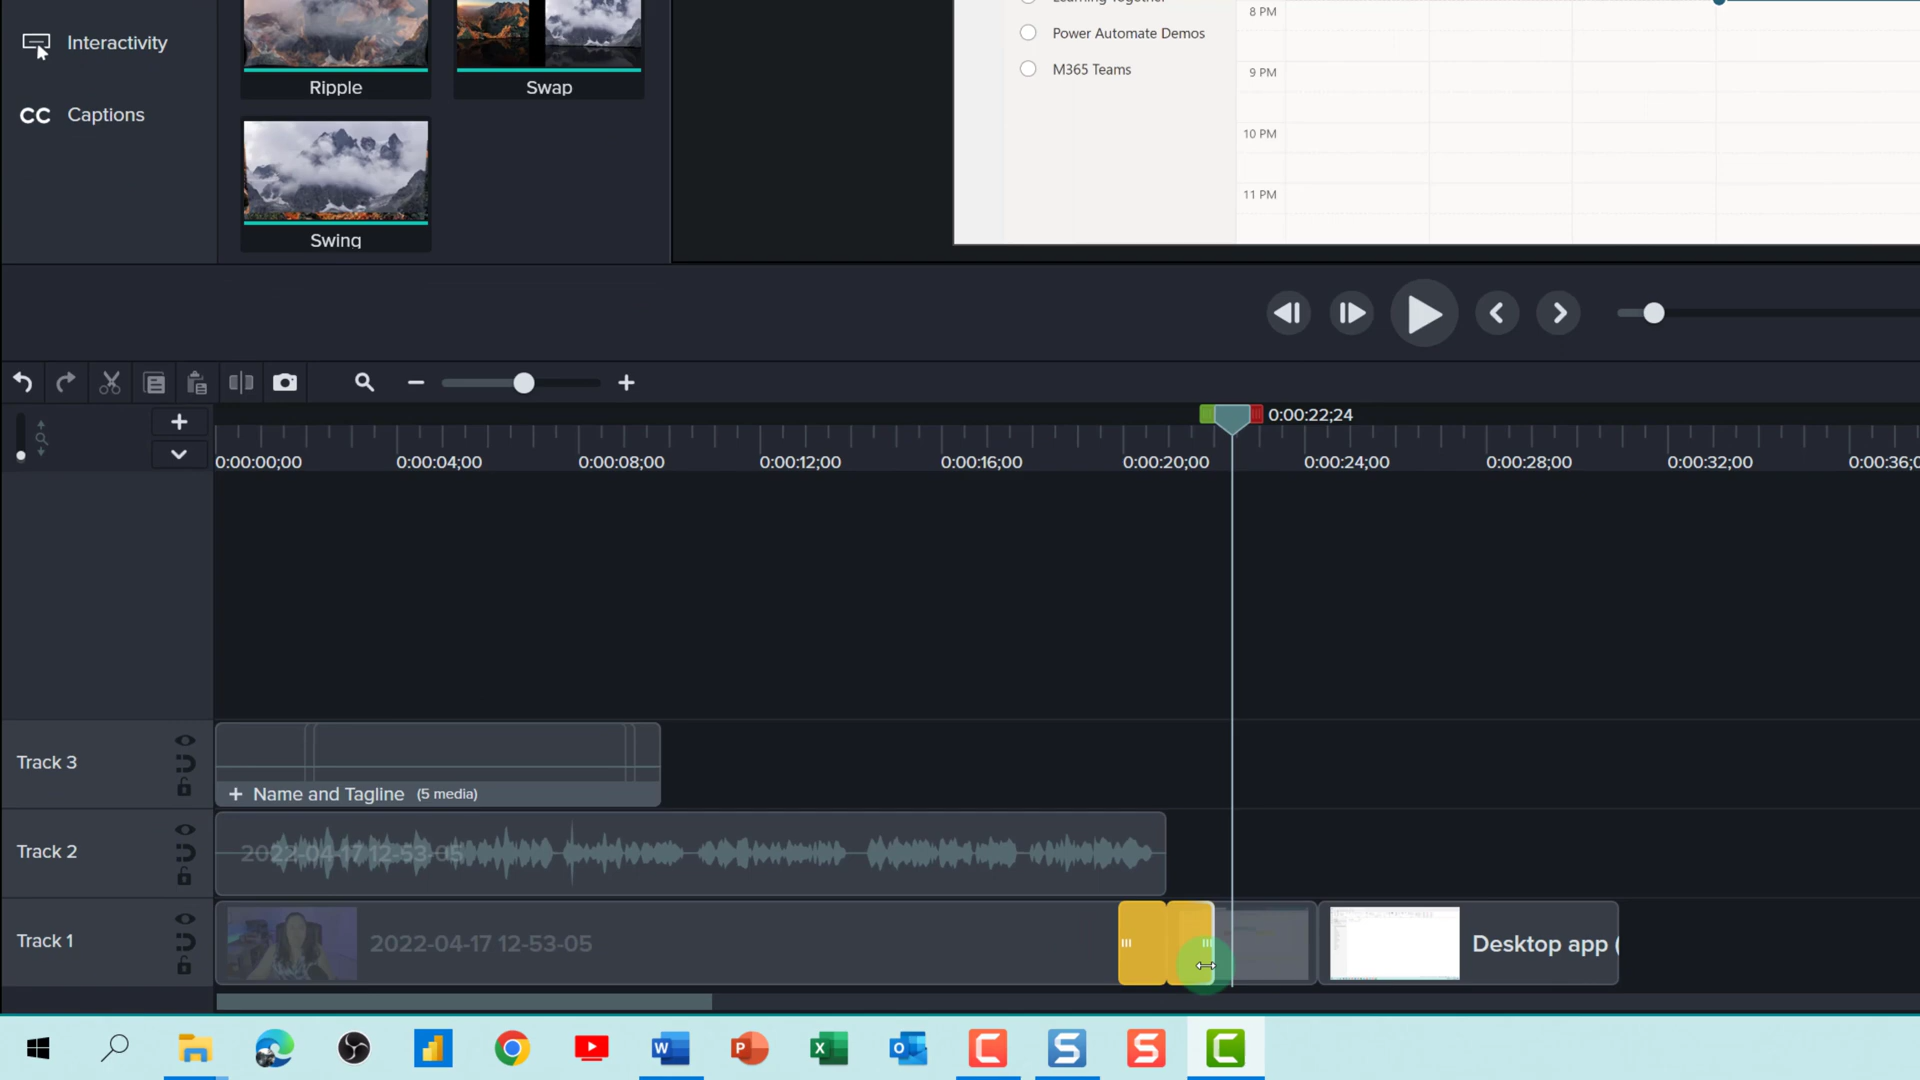 Learning Together
Power Automate Demos
M365 Teams
8 PM
9 PM
10 PM
11 PM
Interactivity
CC Captions
Ripple
Swap
Swing
0:00:22;24
0:00:00;00
0:00:04;00
0:00:08;00
0:00:12;00
0:00:16;00
0:00:20;00
0:00:24;00
0:00:28;00
0:00:32;00
0:00:36;0
Track 3
+ Name and Tagline (5 media)
Track 2
2022-04-17 12-53-05
Track 1
2022-04-17 12-53-05
Desktop app (